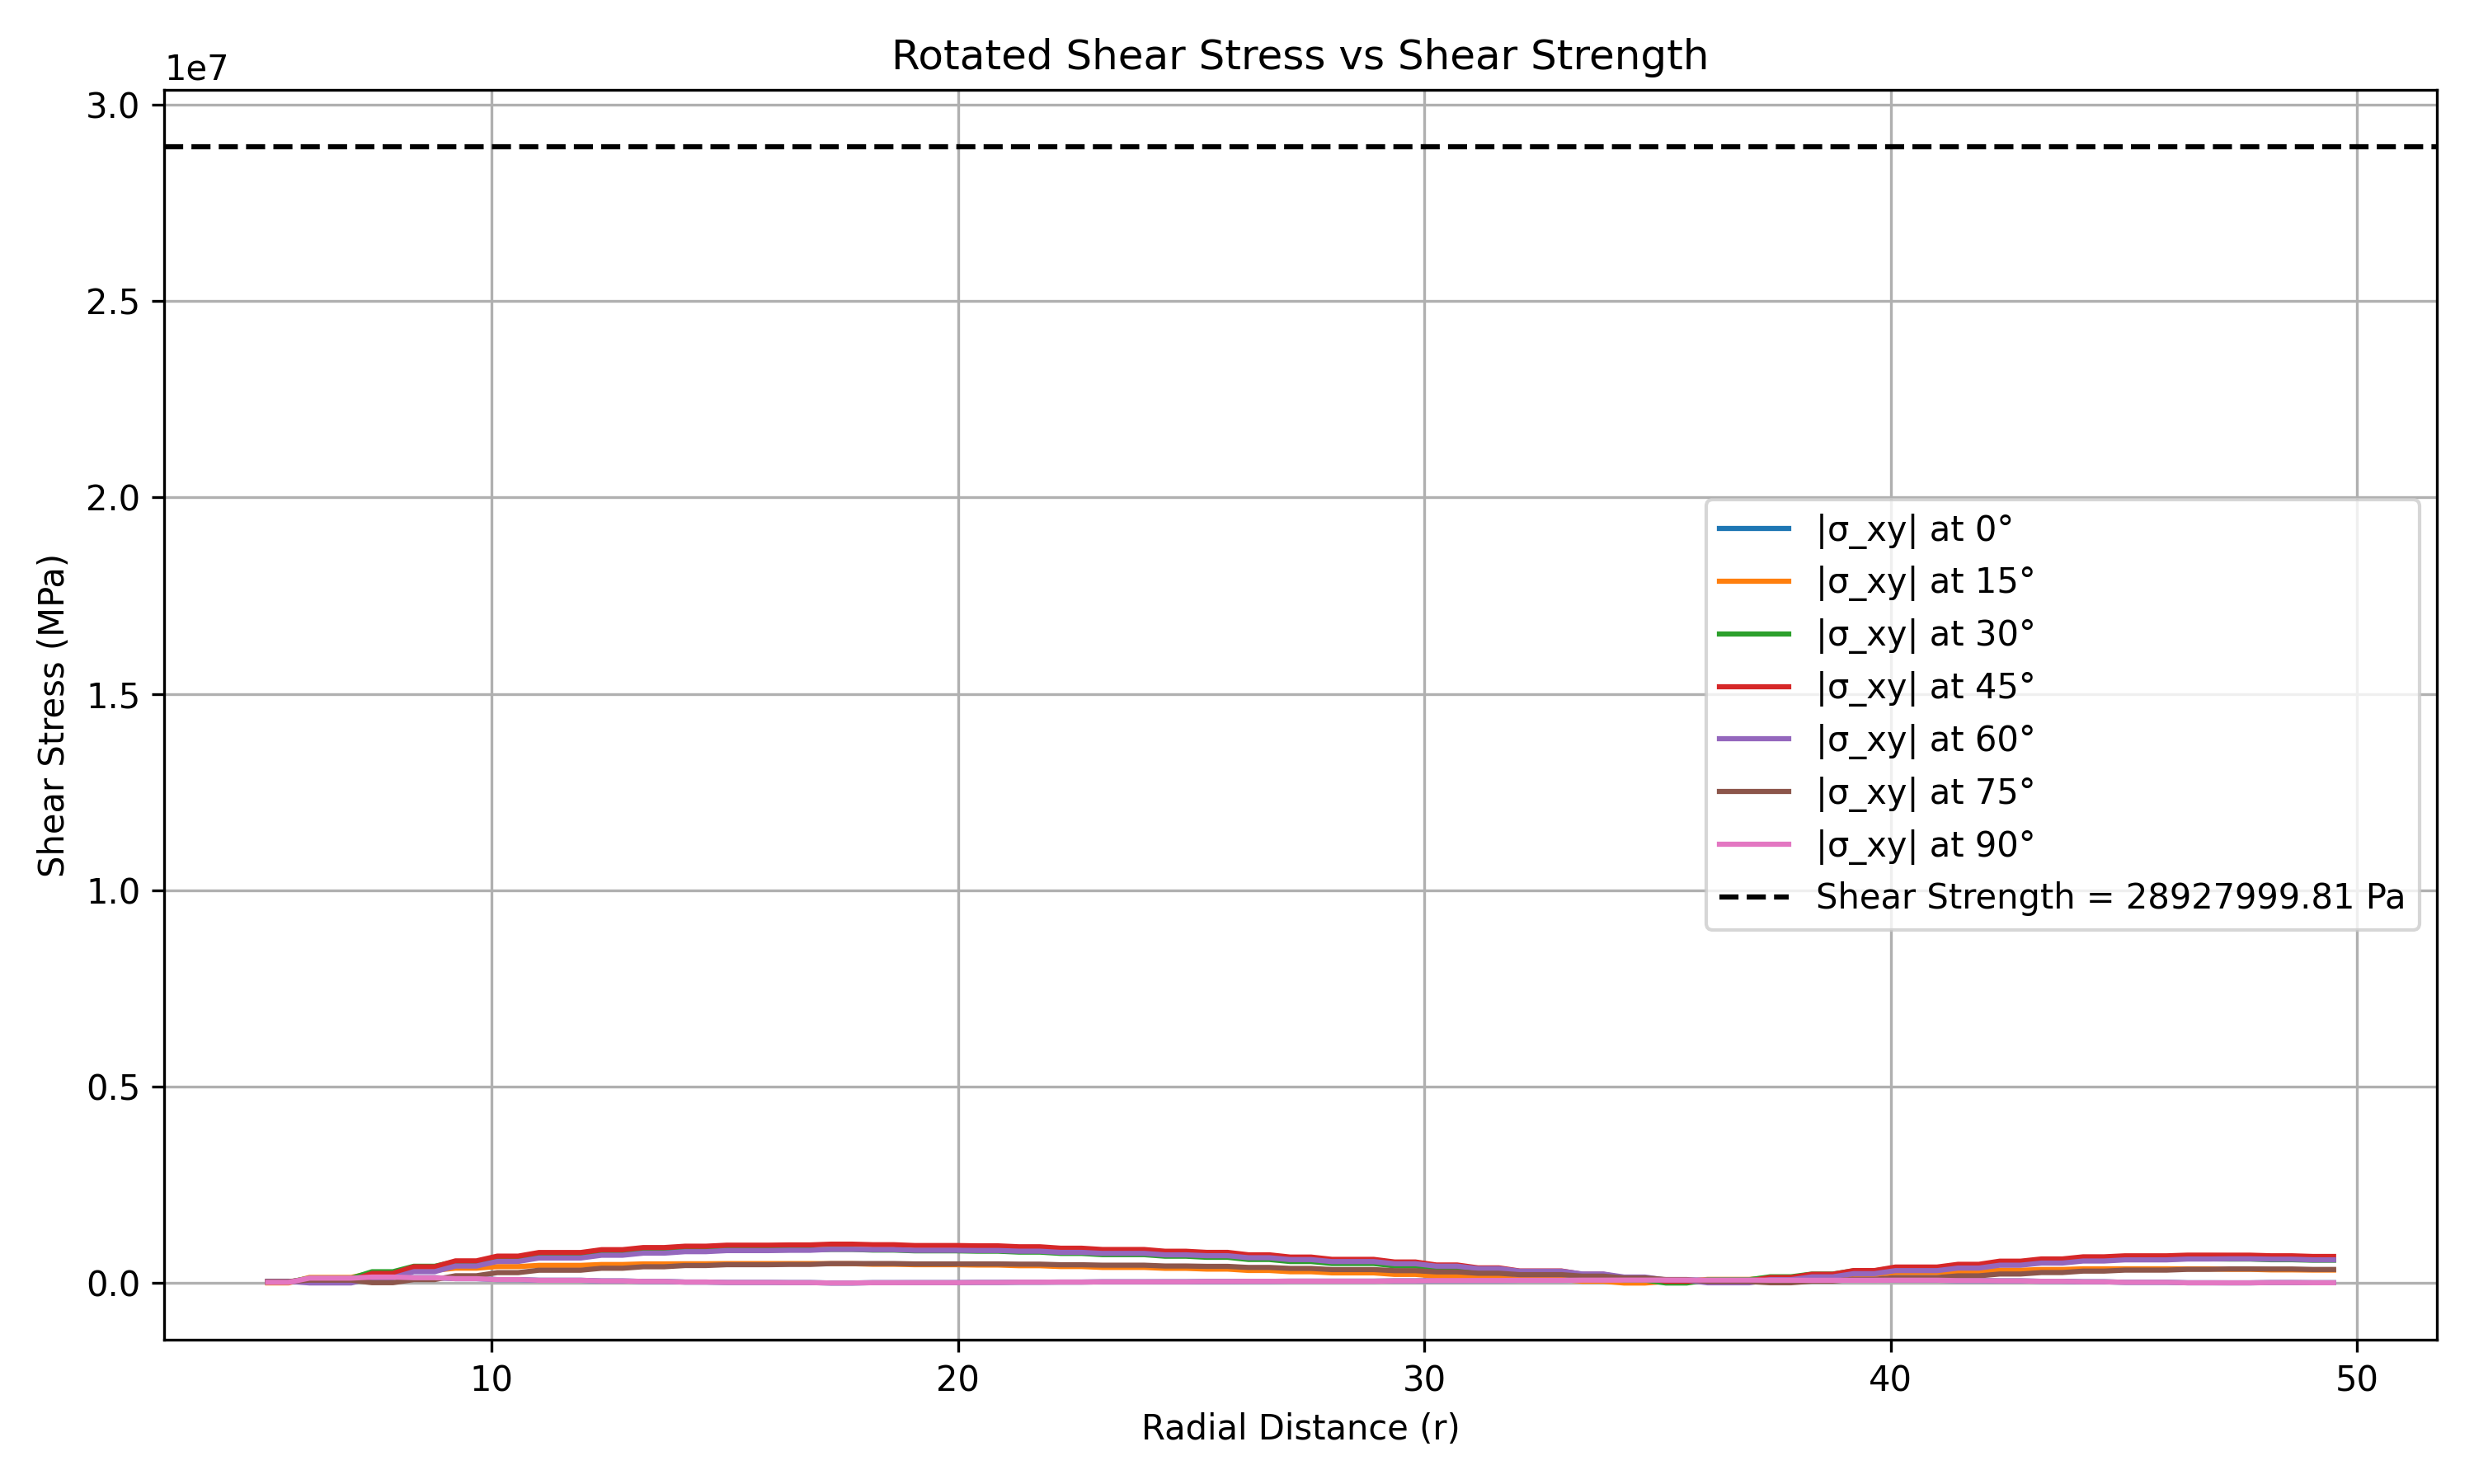 Rotated Shear Stress vs Shear Strength
1e7
3.0
2.5
2.0
1.5
1.0
0.5
0.0
Shear Stress (MPa)
|σ_xy| at 0°
|σ_xy| at 15°
|σ_xy| at 30°
|σ_xy| at 45°
|σ_xy| at 60°
|σ_xy| at 75°
|σ_xy| at 90°
Shear Strength = 28927999.81 Pa
10 20 30 40 50
Radial Distance (r)